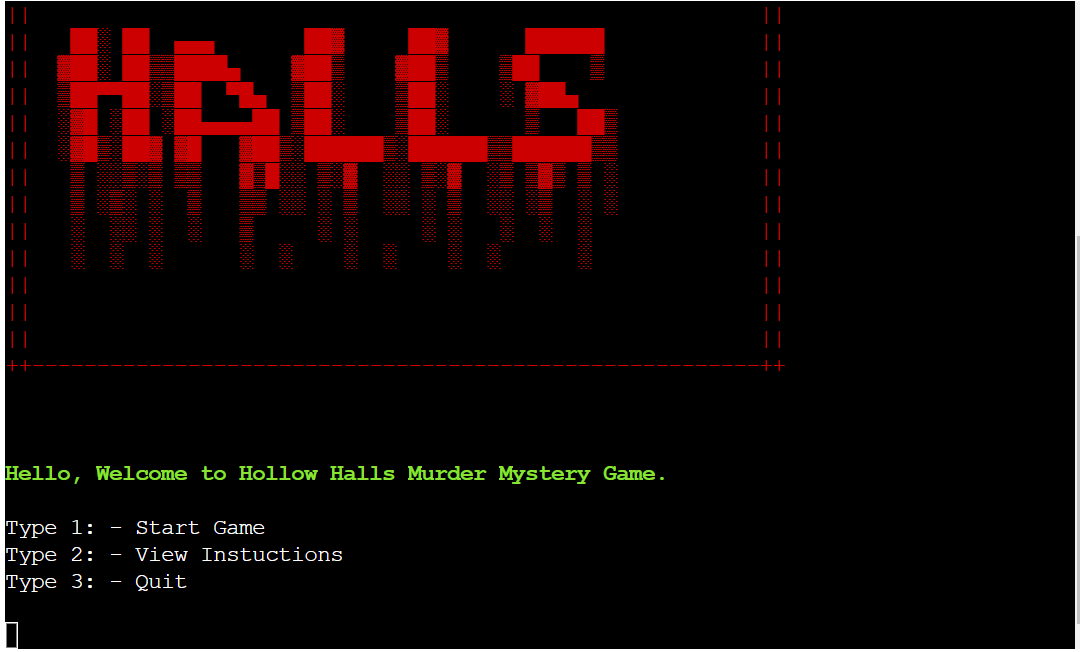 HALLS
Hello, Welcome to Hollow Halls Murder Mystery Game.
Type 1: - Start Game
Type 2: - View Instuctions
Type 3: - Quit